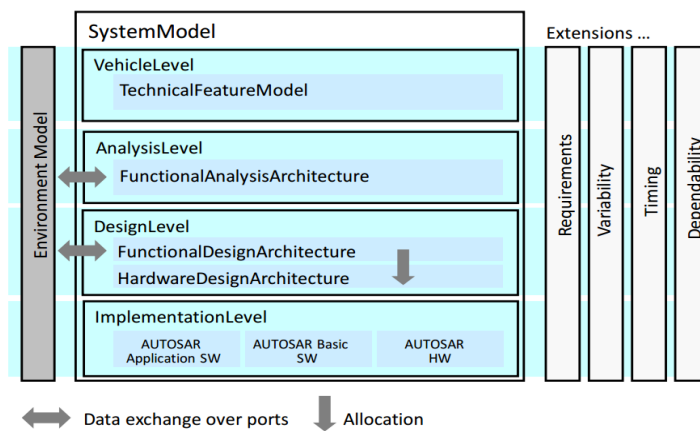 SystemModel
Extensions ...
VehicleLevel
TechnicalFeatureModel
AnalysisLevel
FunctionalAnalysisArchitecture
DesignLevel
FunctionalDesignArchitecture
HardwareDesignArchitecture
ImplementationLevel
AUTOSAR
Application SW
AUTOSAR Basic
SW
AUTOSAR
HW
Environment Model
Requirements
Variability
Timing
Dependability
Data exchange over ports
Allocation